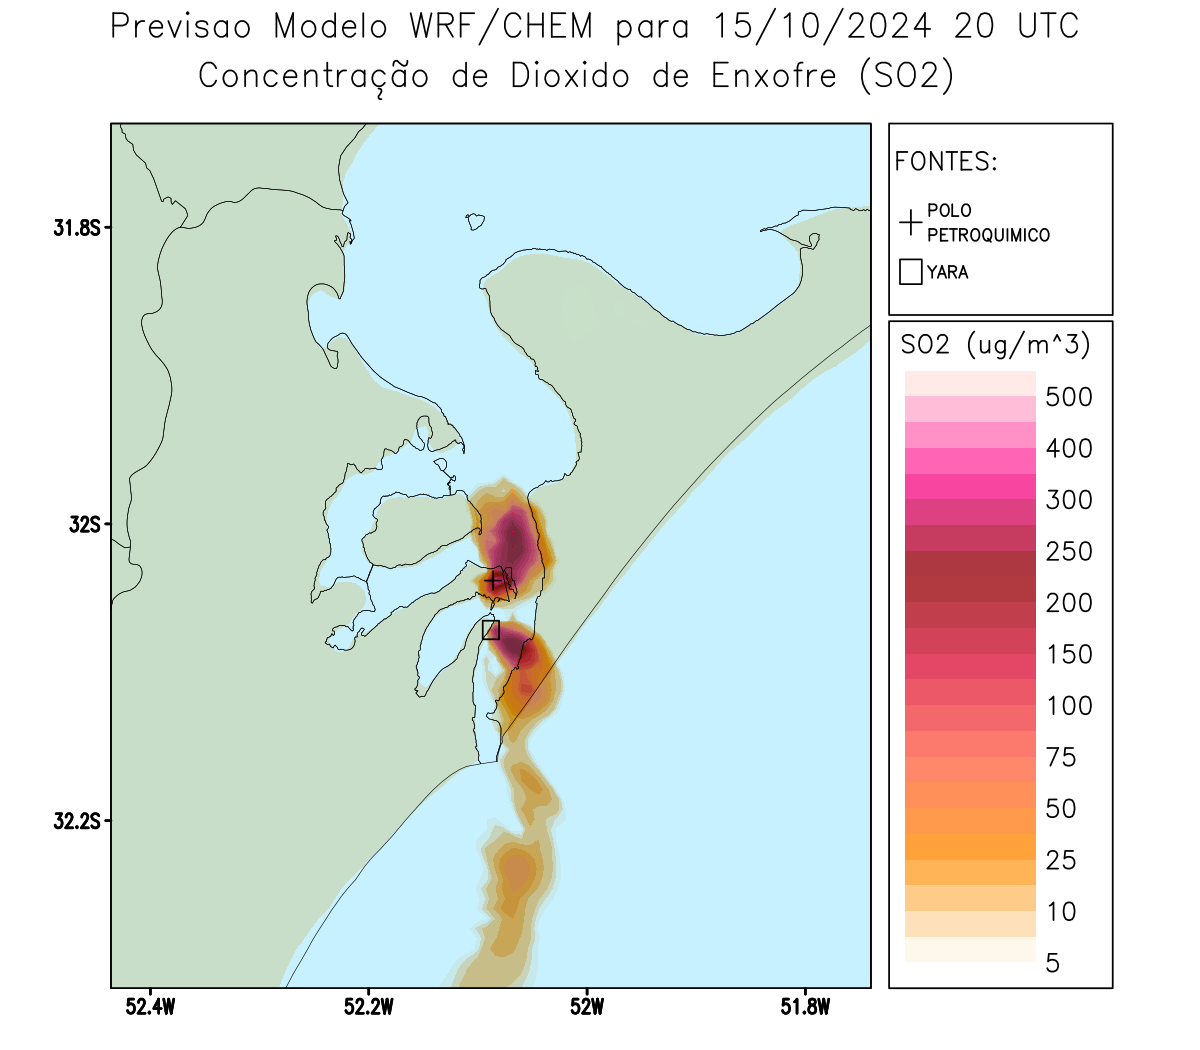 Previsao Modelo WRF/CHEM para 15/10/2024 20 UTC
Concentração de Dioxido de Enxofre (SO2)
FONTES:
POLO
PETROQUIMICO
YARA
31.8S
32S
32.2S
52.4W
52.2W
52W
51.8W
SO2 (ug/m^3)
500
400
300
250
200
150
100
75
50
25
10
5